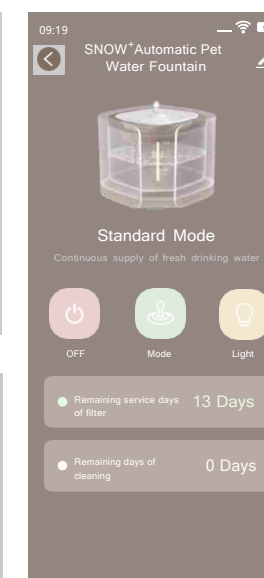 09:19
SNOW⁺Automatic Pet
Water Fountain
Standard Mode
Continuous supply of fresh drinking water
OFF
Mode
Light
Remaining service days
of filter
13 Days
Remaining days of
cleaning
0 Days